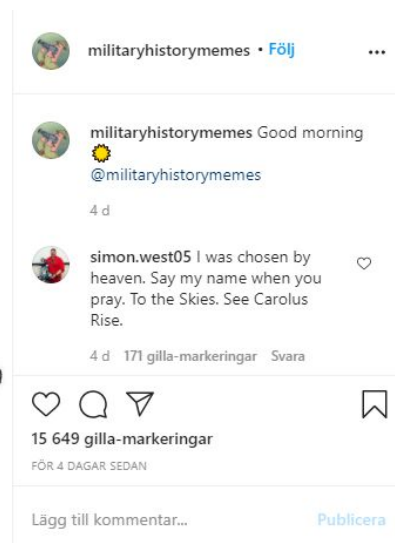 militaryhistorymemes • Följ
militaryhistorymemes Good morning
@militaryhistorymemes
4 d
simon.west05 I was chosen by
heaven. Say my name when you
pray. To the Skies. See Carolus
Rise.
4 d 171 gilla-markeringar Svara
15 649 gilla-markeringar
FÖR 4 DAGAR SEDAN
Lägg till kommentar... Publicera